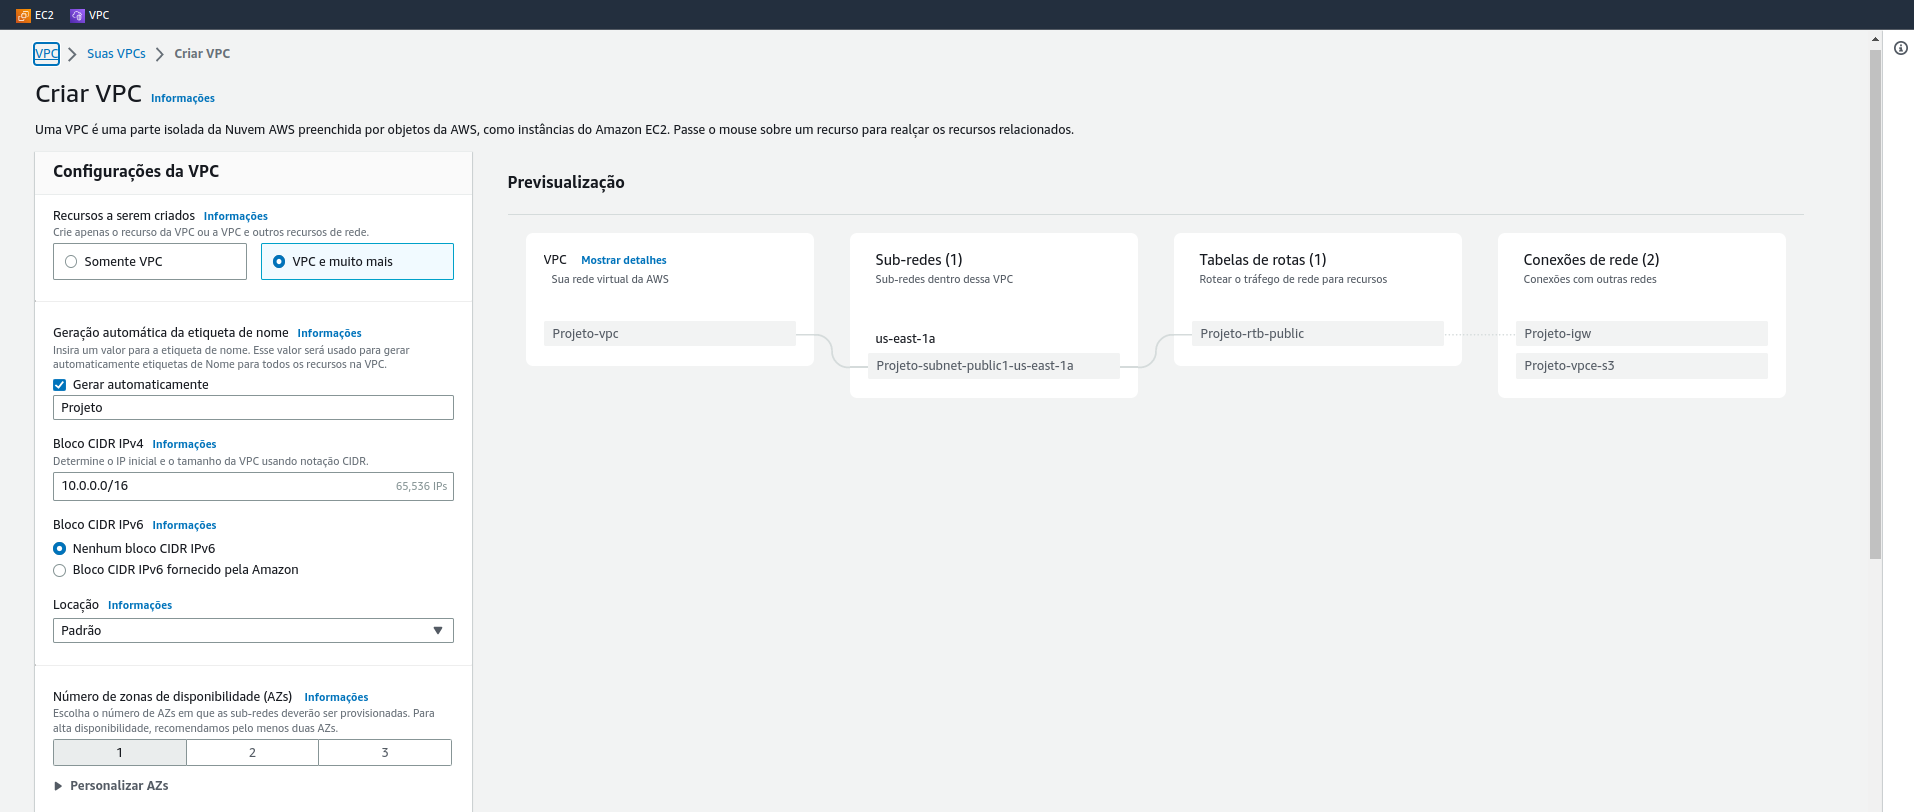 EC2 VPC
VPC Suas VPCs Criar VPC
Criar VPC Informações
Uma VPC é uma parte isolada da Nuvem AWS preenchida por objetos da AWS, como instâncias do Amazon EC2. Passe o mouse sobre um recurso para realçar os recursos relacionados.
Configurações da VPC
Recursos a serem criados Informações
Crie apenas o recurso da VPC ou a VPC e outros recursos de rede.
Somente VPC
VPC e muito mais
Geração automática da etiqueta de nome Informações
Insira um valor para a etiqueta de nome. Esse valor será usado para gerar
automaticamente etiquetas de Nome para todos os recursos na VPC.
Gerar automaticamente
Projeto
Bloco CIDR IPv4 Informações
Determine o IP inicial e o tamanho da VPC usando notação CIDR.
10.0.0.0/16 65,536 IPs
Bloco CIDR IPv6 Informações
Nenhum bloco CIDR IPv6
Bloco CIDR IPv6 fornecido pela Amazon
Locação Informações
Padrão
Número de zonas de disponibilidade (AZs) Informações
Escolha o número de AZs em que as sub-redes deverão ser provisionadas. Para
alta disponibilidade, recomendamos pelo menos duas AZs.
1 2 3
Personalizar AZs
Previsualização
VPC Mostrar detalhes
Sua rede virtual da AWS
Projeto-vpc
Sub-redes (1)
Sub-redes dentro dessa VPC
us-east-1a
Projeto-subnet-public1-us-east-1a
Tabelas de rotas (1)
Rotear o tráfego de rede para recursos
Projeto-rtb-public
Conexões de rede (2)
Conexões com outras redes
Projeto-igw
Projeto-vpce-s3